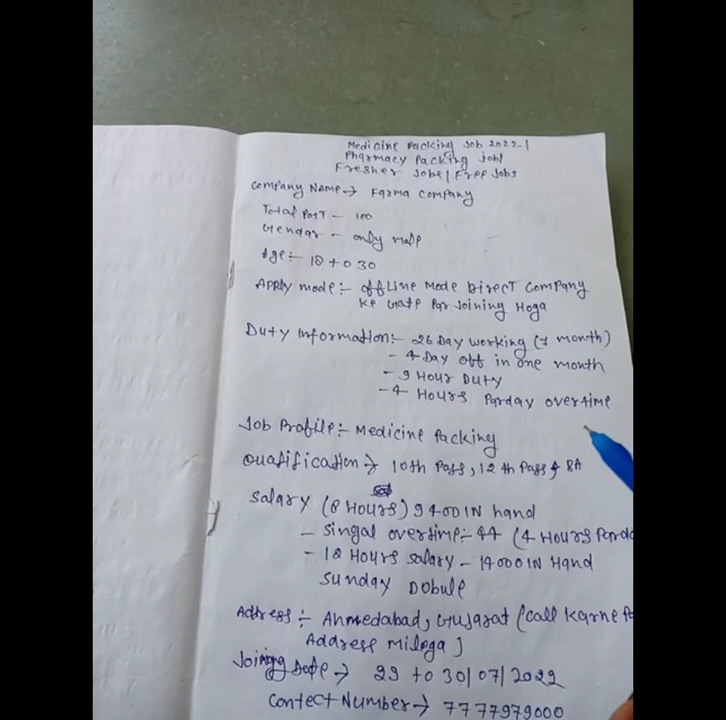 Medicine Packing Job 2022 |
Pharmacy Packing job |
Fresher Jobs | Free Jobs
Company NAME → Farma Company
Total Post - 100
Gendar - only male
Age :- 18 to 30
Apply mode :- offline Mode Direct Company
ke Gate Par Joining Hoga
Duty Information :- 26 Day working (1 month)
- 4 Day off in one month
- 9 Hour Duty
- 4 Hours Parday overtime
Job Profile :- Medicine Packing
Qualification → 10th Pass, 12th Pass, BA
Salary (8 Hours) 9400 IN hand
- Singal overtime :- 44 (4 Hours
- 12 Hours salary - 14000 IN Hand
Sunday Dobule
Address :- Ahmedabad, Gujarat (Call Karne
Address Milega)
Joining Date → 29 to 30/07/2022
Contect Number → 7777979000